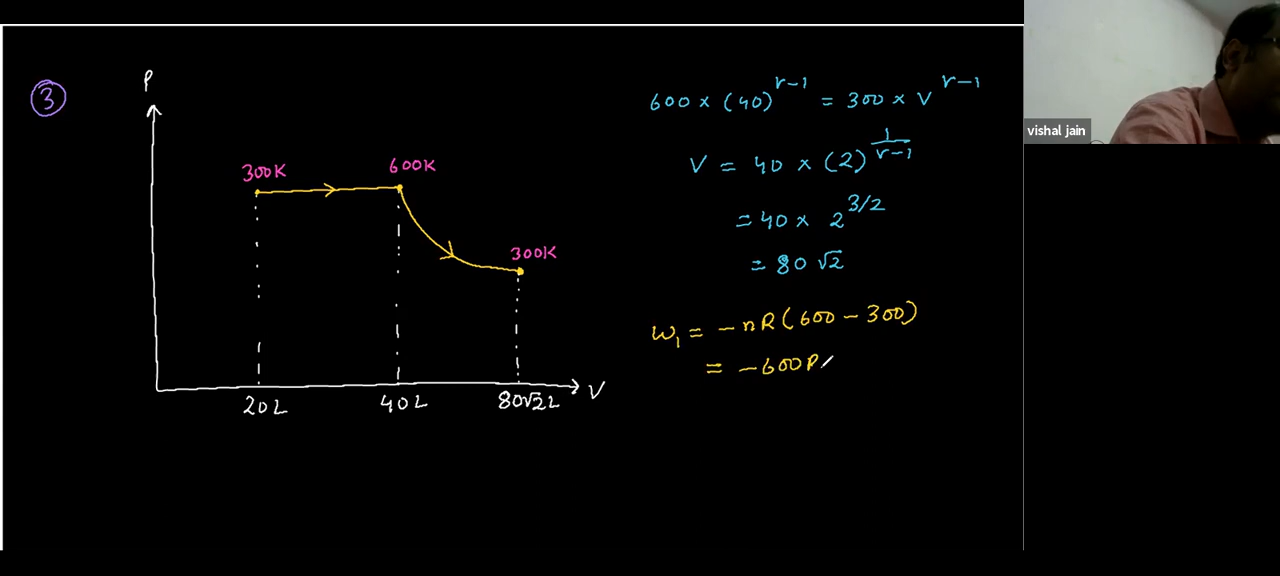 3
P
300K
600K
300K
20L
40L
80√2L
V
600 × (40)^{r-1} = 300 × V^{r-1}
V = 40 × (2)^{1/(r-1)}
= 40 × 2^{3/2}
= 80 √2
W₁ = -nR(600 - 300)
= -600R
vishal jain